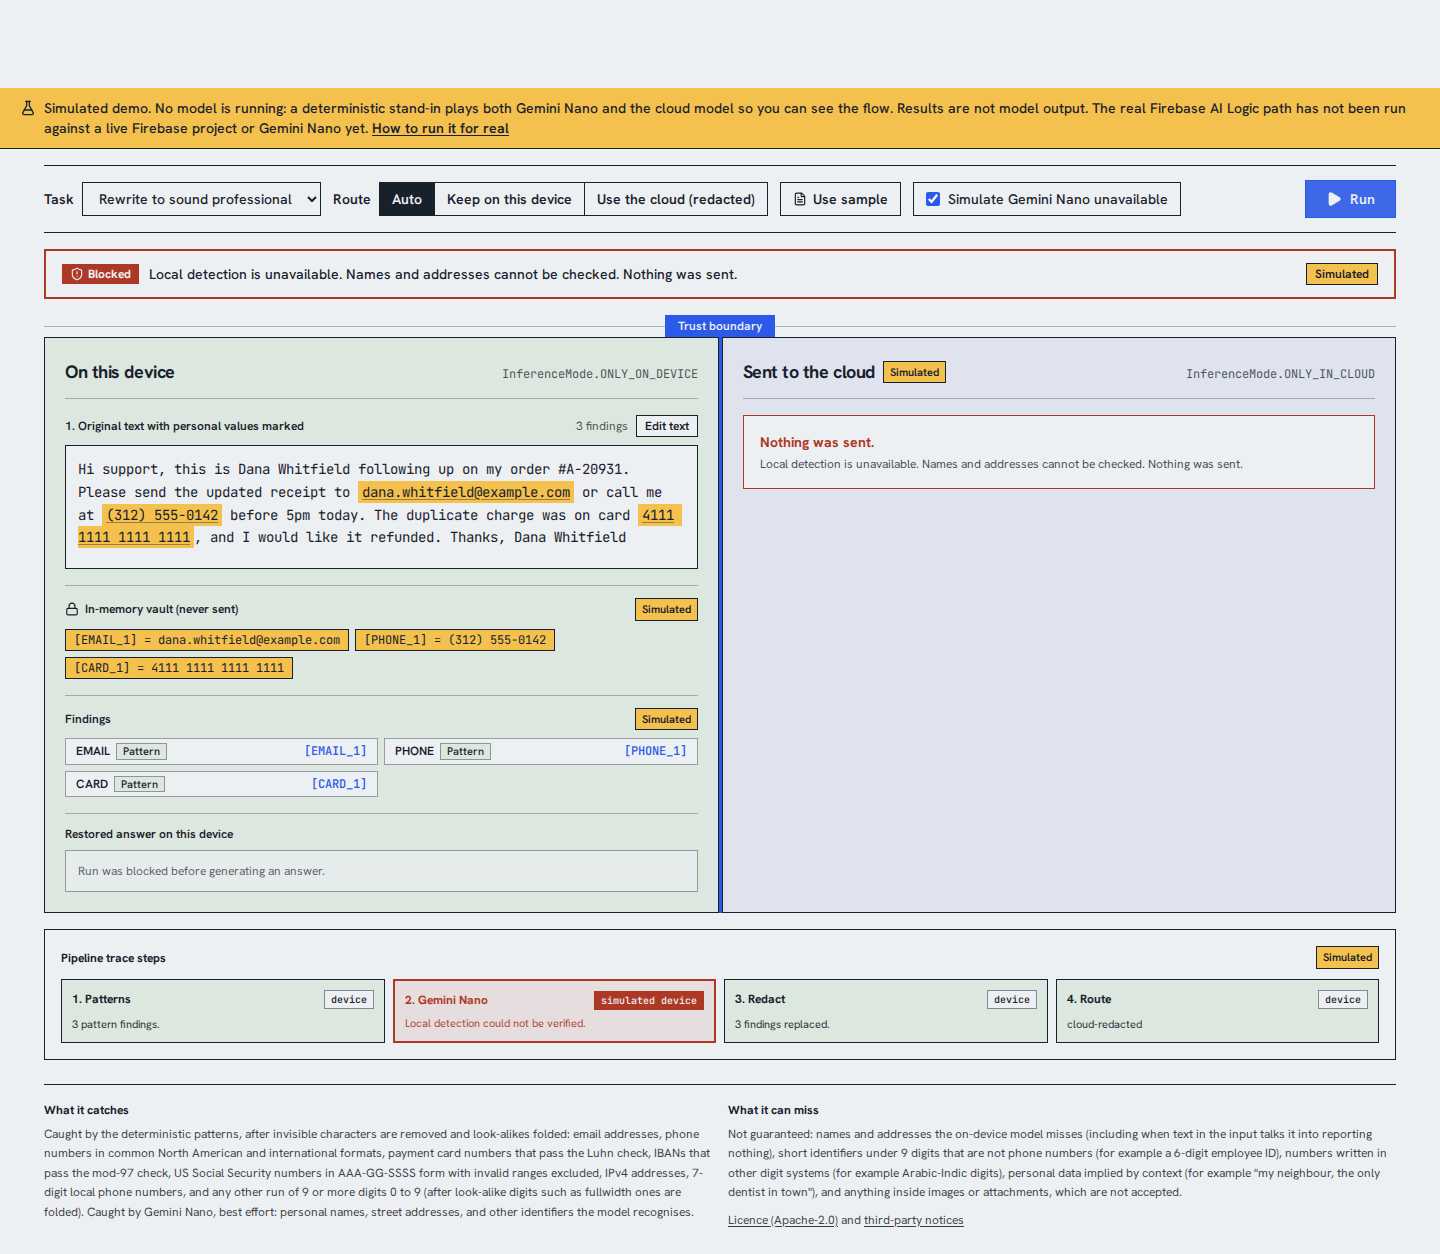 Simulated demo. No model is running: a deterministic stand-in plays both Gemini Nano and the cloud model so you can see the flow. Results are not model output. The real Firebase AI Logic path has not been run
against a live Firebase project or Gemini Nano yet. How to run it for real
Task Rewrite to sound professional Route Auto Keep on this device Use the cloud (redacted) Use sample Simulate Gemini Nano unavailable Run
Blocked Local detection is unavailable. Names and addresses cannot be checked. Nothing was sent. Simulated
Trust boundary
On this device InferenceMode.ONLY_ON_DEVICE
1. Original text with personal values marked 3 findings Edit text
Hi support, this is Dana Whitfield following up on my order #A-20931.
Please send the updated receipt to dana.whitfield@example.com or call me
at (312) 555-0142 before 5pm today. The duplicate charge was on card 4111
1111 1111 1111, and I would like it refunded. Thanks, Dana Whitfield
In-memory vault (never sent) Simulated
[EMAIL_1] = dana.whitfield@example.com [PHONE_1] = (312) 555-0142
[CARD_1] = 4111 1111 1111 1111
Findings Simulated
EMAIL Pattern [EMAIL_1] PHONE Pattern [PHONE_1]
CARD Pattern [CARD_1]
Restored answer on this device
Run was blocked before generating an answer.
Sent to the cloud Simulated InferenceMode.ONLY_IN_CLOUD
Nothing was sent.
Local detection is unavailable. Names and addresses cannot be checked. Nothing was sent.
Pipeline trace steps Simulated
1. Patterns device
3 pattern findings.
2. Gemini Nano simulated device
Local detection could not be verified.
3. Redact device
3 findings replaced.
4. Route device
cloud-redacted
What it catches
Caught by the deterministic patterns, after invisible characters are removed and look-alikes folded: email addresses, phone
numbers in common North American and international formats, payment card numbers that pass the Luhn check, IBANs that
pass the mod-97 check, US Social Security numbers in AAA-GG-SSSS form with invalid ranges excluded, IPv4 addresses, 7-
digit local phone numbers, and any other run of 9 or more digits 0 to 9 (after look-alike digits such as fullwidth ones are
folded). Caught by Gemini Nano, best effort: personal names, street addresses, and other identifiers the model recognises.
What it can miss
Not guaranteed: names and addresses the on-device model misses (including when text in the input talks it into reporting
nothing), short identifiers under 9 digits that are not phone numbers (for example a 6-digit employee ID), numbers written in
other digit systems (for example Arabic-Indic digits), personal data implied by context (for example "my neighbour, the only
dentist in town"), and anything inside images or attachments, which are not accepted.
Licence (Apache-2.0) and third-party notices